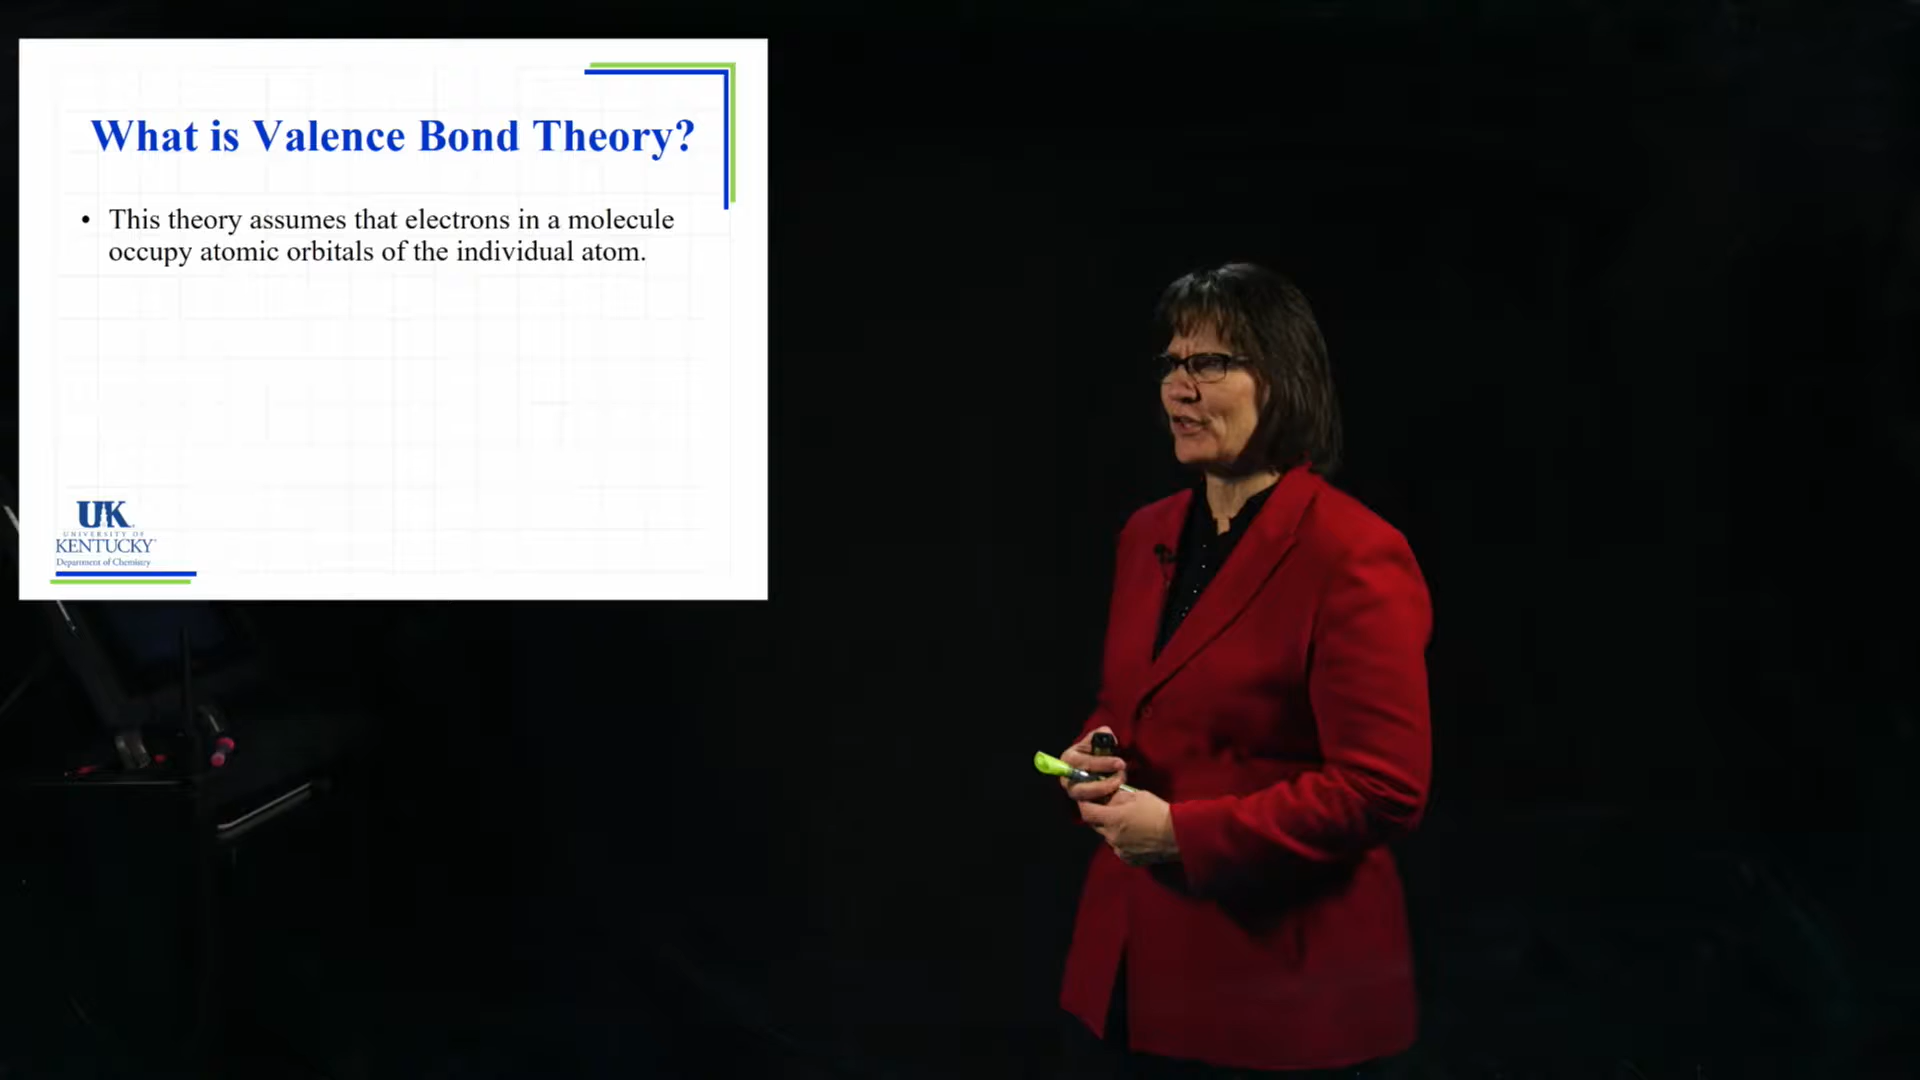 What is Valence Bond Theory?
• This theory assumes that electrons in a molecule
occupy atomic orbitals of the individual atom.
UK
UNIVERSITY OF
KENTUCKY
Department of Chemistry